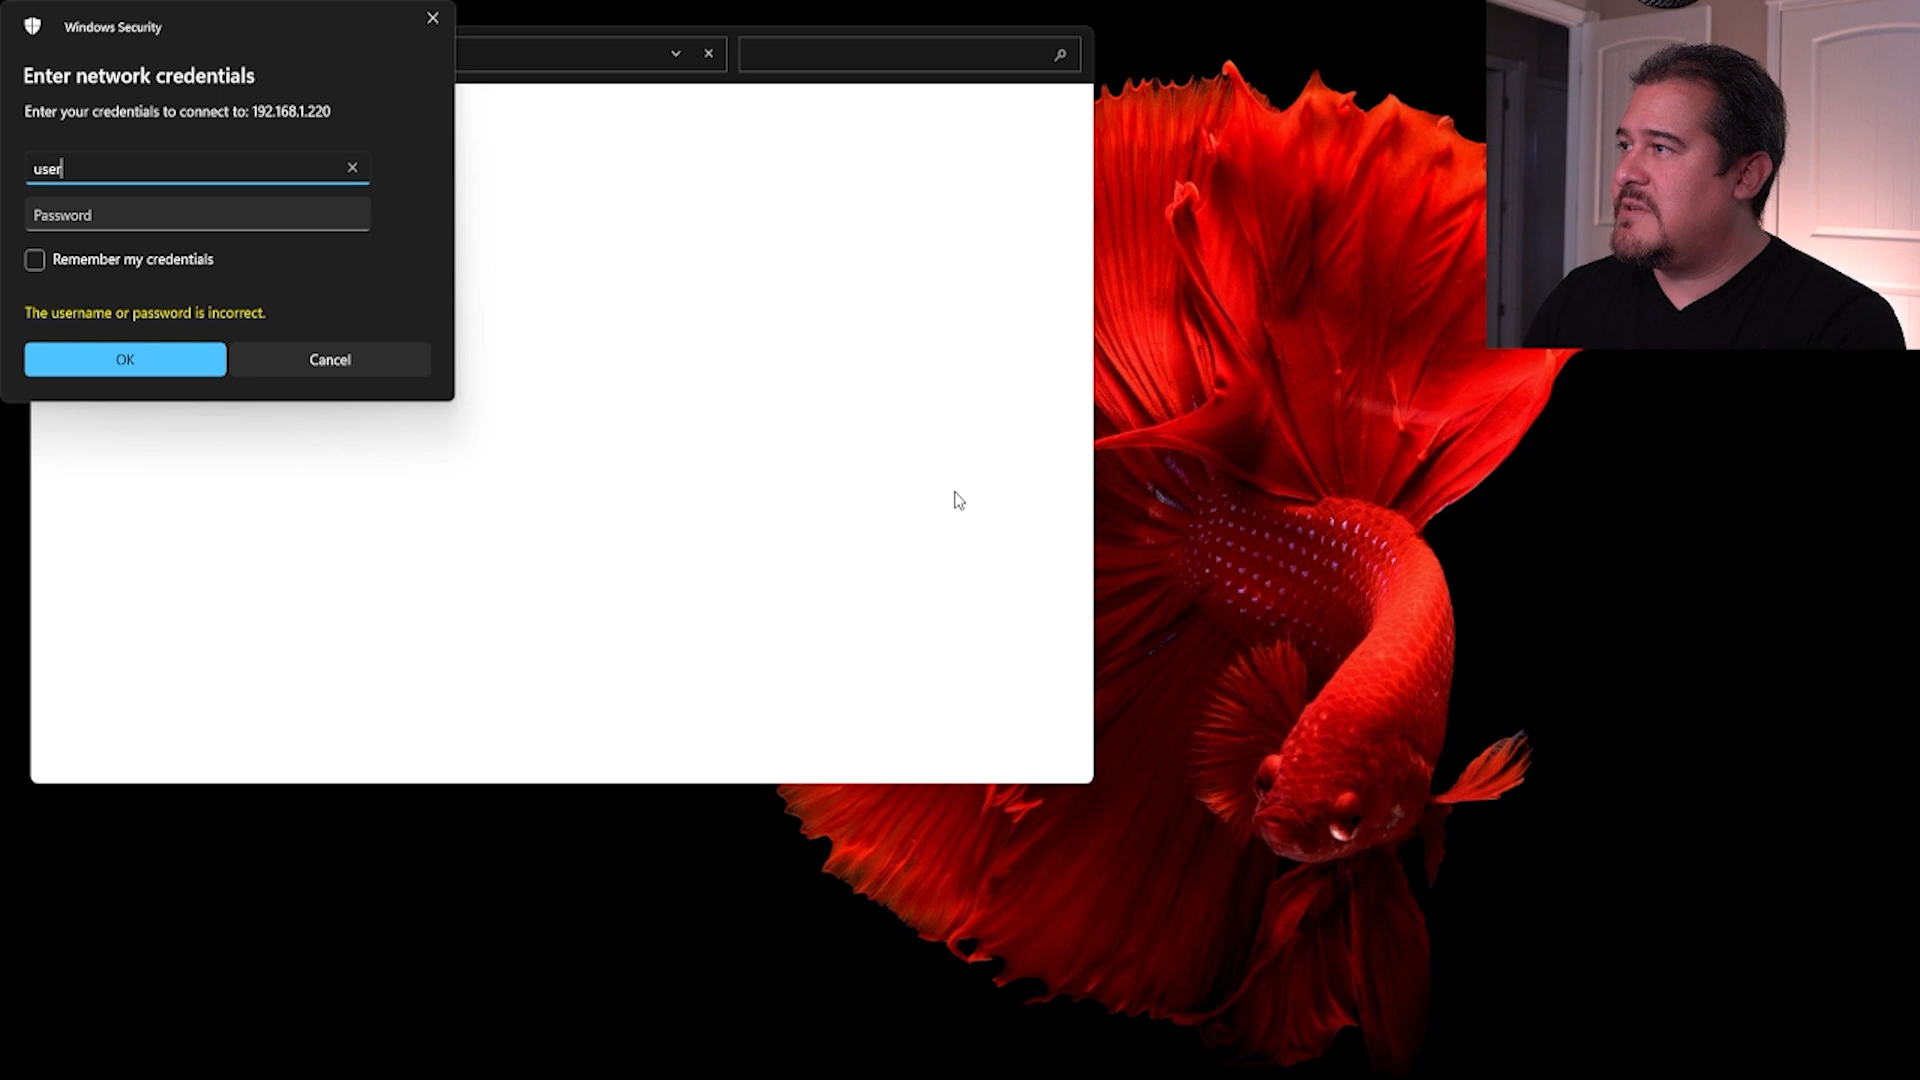 Windows Security
Enter network credentials
Enter your credentials to connect to: 192.168.1.220
user
Password
Remember my credentials
The username or password is incorrect.
OK
Cancel